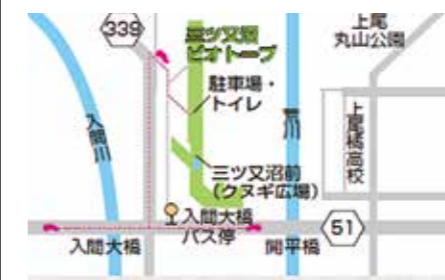 339
三ツ又沼
ビオトープ
上尾
丸山公園
駐車場・
トイレ
荒川
入間川
上尾橘高校
三ツ又沼前
(クヌギ広場)
入間大橋
バス停
51
入間大橋
開平橋